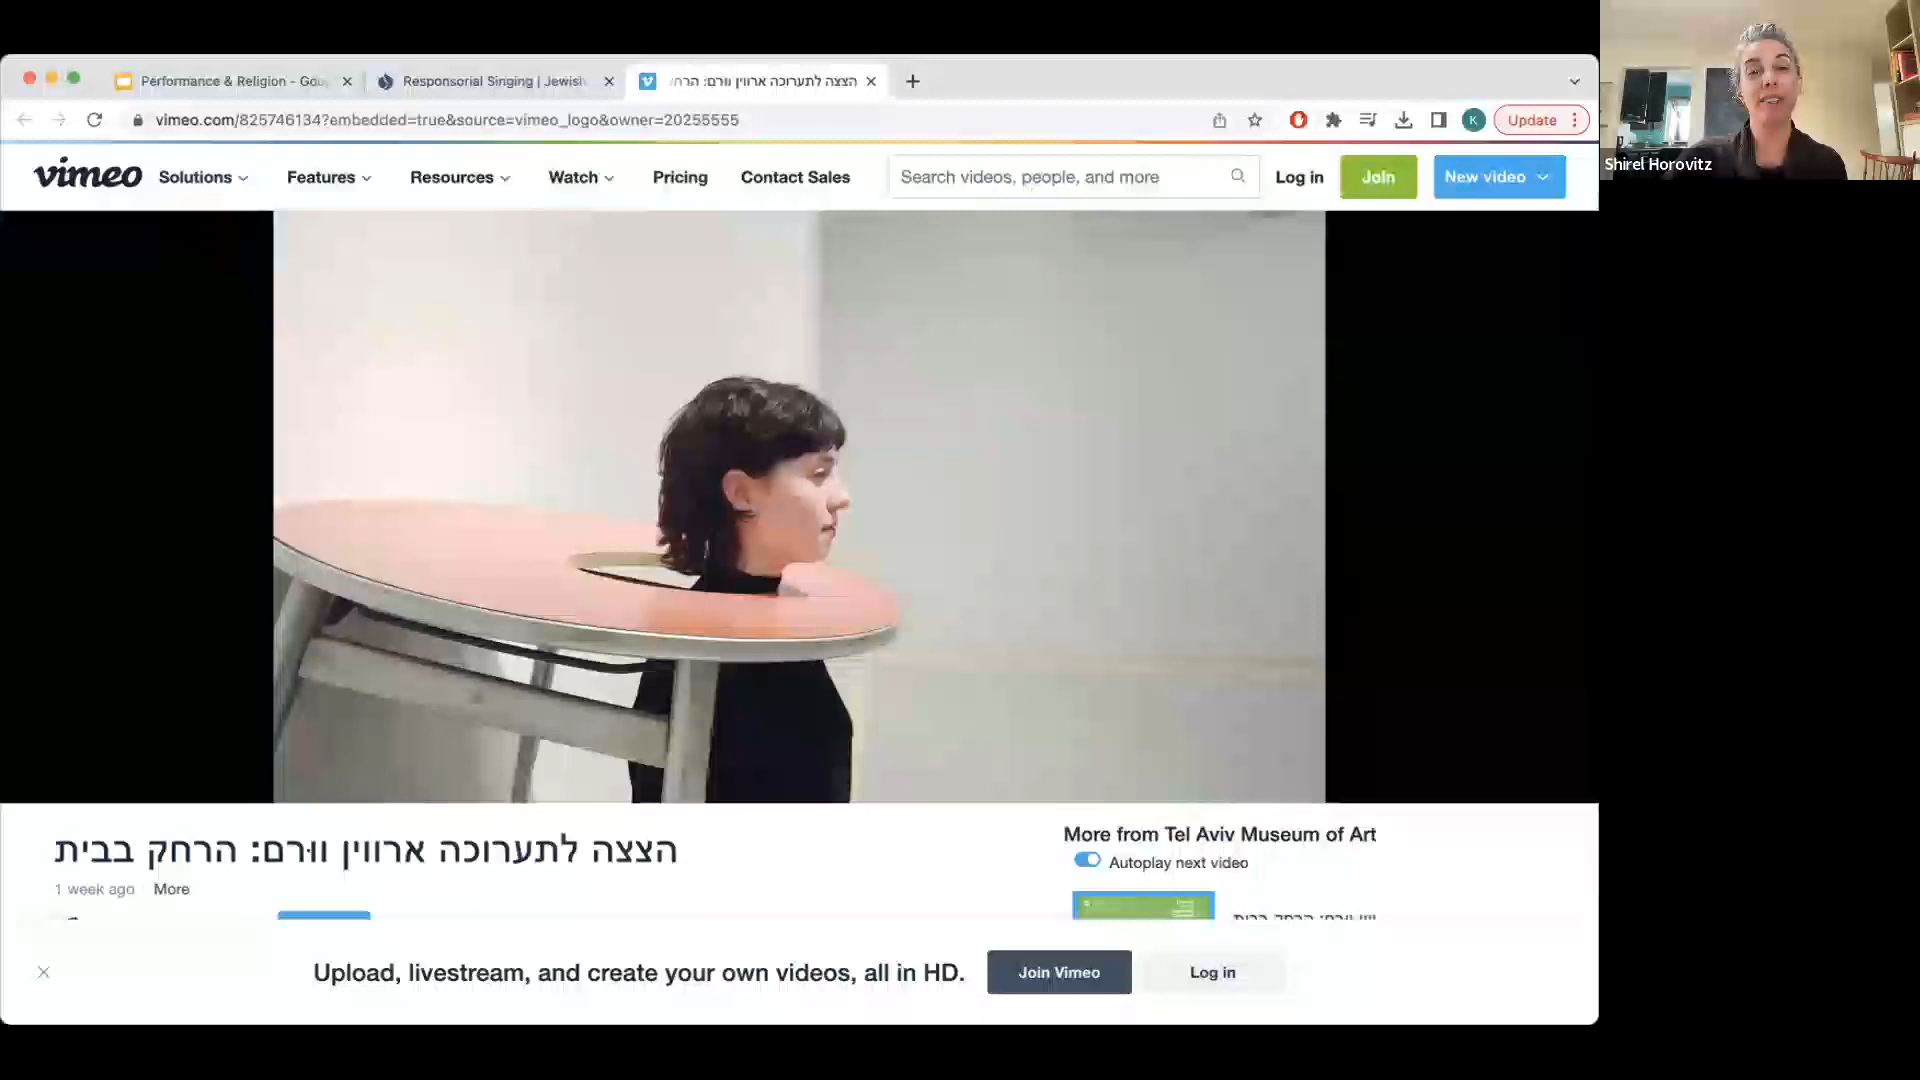 Performance & Religion - Goo
Responsorial Singing | Jewish
הצצה לתערוכה ארווין וורם: הרח
vimeo.com/825746134?embedded=true&source=vimeo_logo&owner=20255555
K
Update
vimeo
Solutions
Features
Resources
Watch
Pricing
Contact Sales
Search videos, people, and more
Log in
Join
New video
Shirel Horovitz
הצצה לתערוכה ארווין וורם: הרחק בבית
1 week ago
More
More from Tel Aviv Museum of Art
Autoplay next video
Upload, livestream, and create your own videos, all in HD.
Join Vimeo
Log in